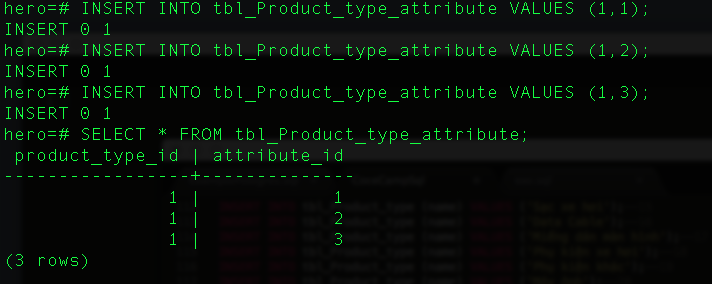 hero=# INSERT INTO tbl_Product_type_attribute VALUES (1,1);
INSERT 0 1
hero=# INSERT INTO tbl_Product_type_attribute VALUES (1,2);
INSERT 0 1
hero=# INSERT INTO tbl_Product_type_attribute VALUES (1,3);
INSERT 0 1
hero=# SELECT * FROM tbl_Product_type_attribute;
 product_type_id | attribute_id
-----------------+--------------
               1 |            1
               1 |            2
               1 |            3
(3 rows)